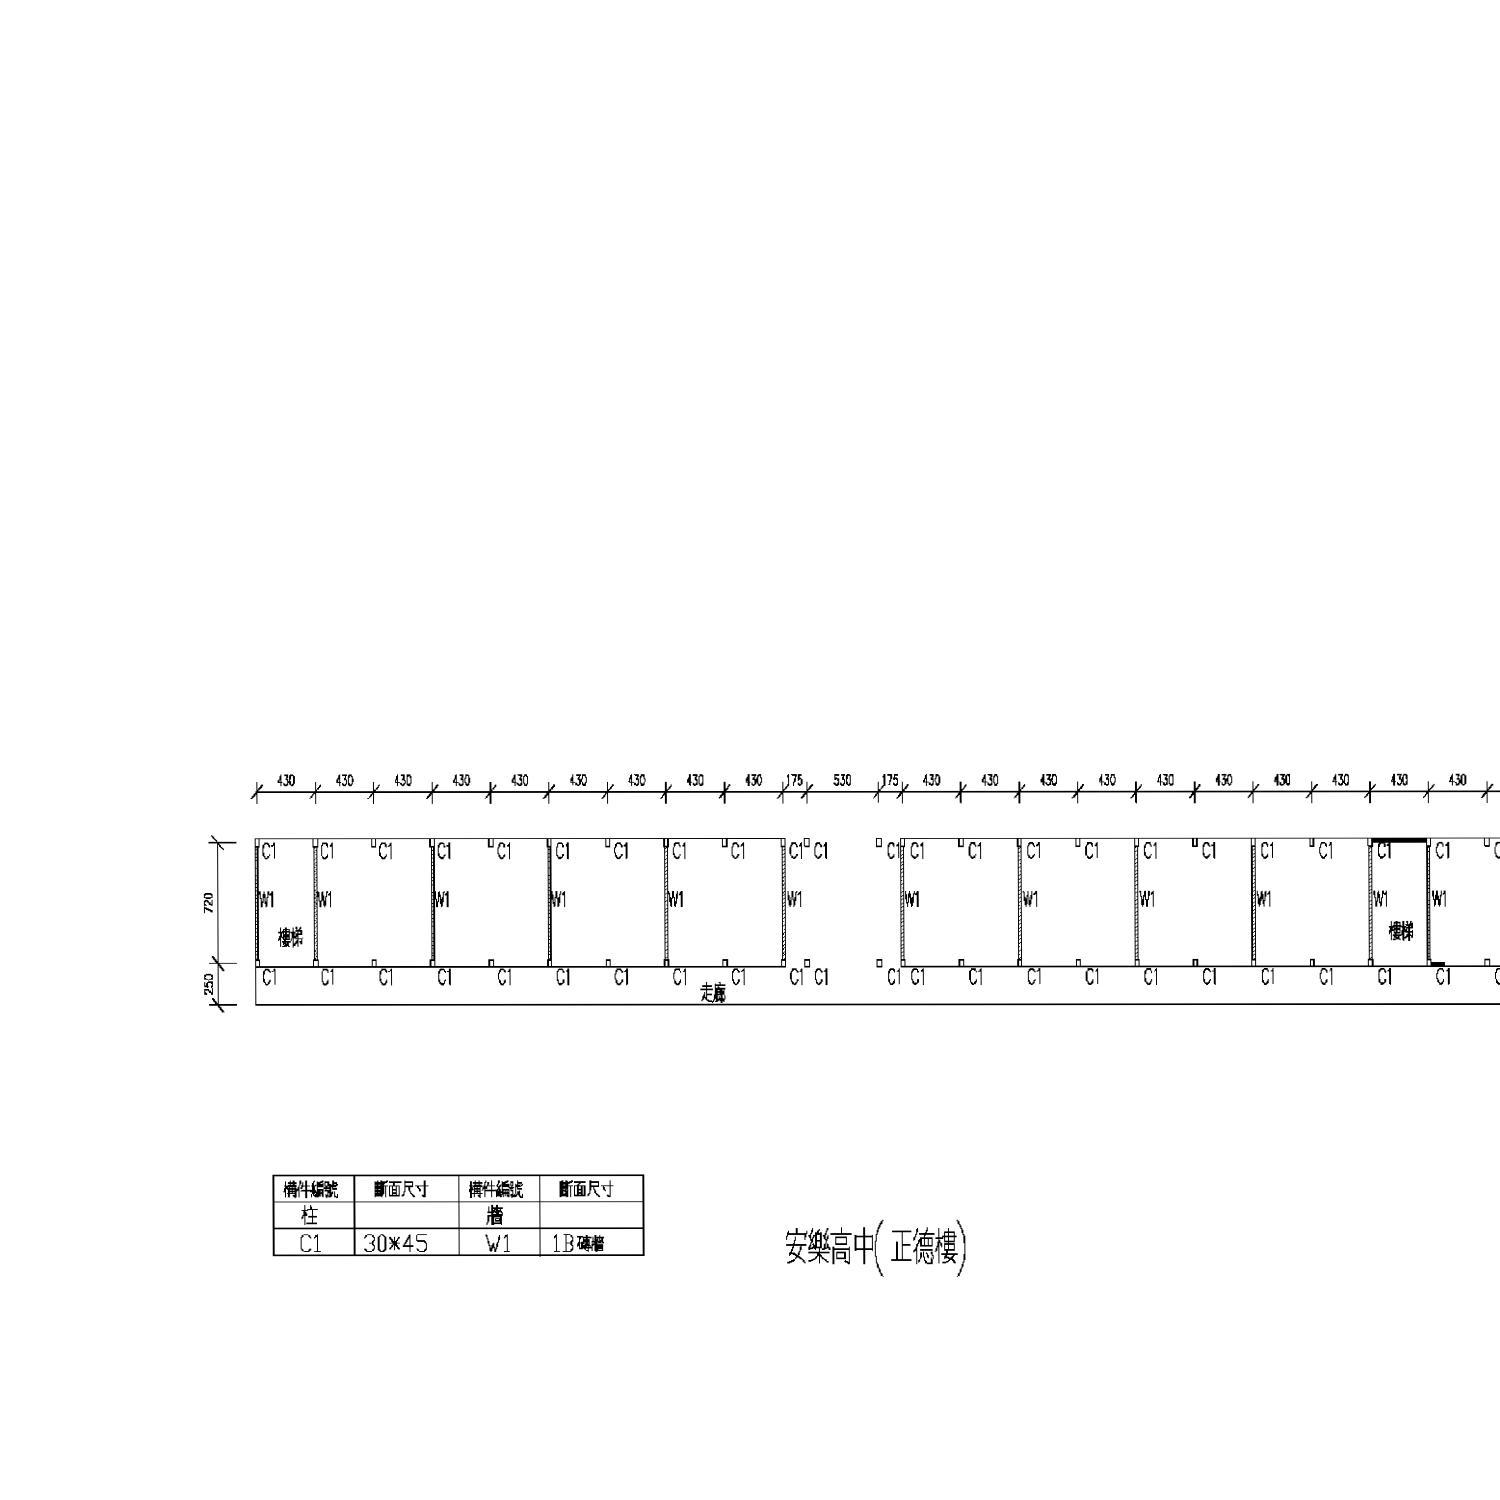 430 430 430 430 430 430 430 430 430 175 530 175 430 430 430 430 430 430 430 430 430 430
C1 C1 C1 C1 C1 C1 C1 C1 C1 C1 C1 C1 C1 C1 C1 C1 C1 C1 C1 C1 C1
720 W1 W1 W1 W1 W1 W1 W1 W1 W1 W1 W1 W1
樓梯 樓梯
C1 C1 C1 C1 C1 C1 C1 C1 C1 C1 C1 C1 C1 C1 C1 C1 C1 C1 C1 C1 C1 C1
250 走廊
構件編號 斷面尺寸 構件編號 斷面尺寸
柱 牆
C1 30*45 W1 1B磚牆
安樂高中(正德樓)